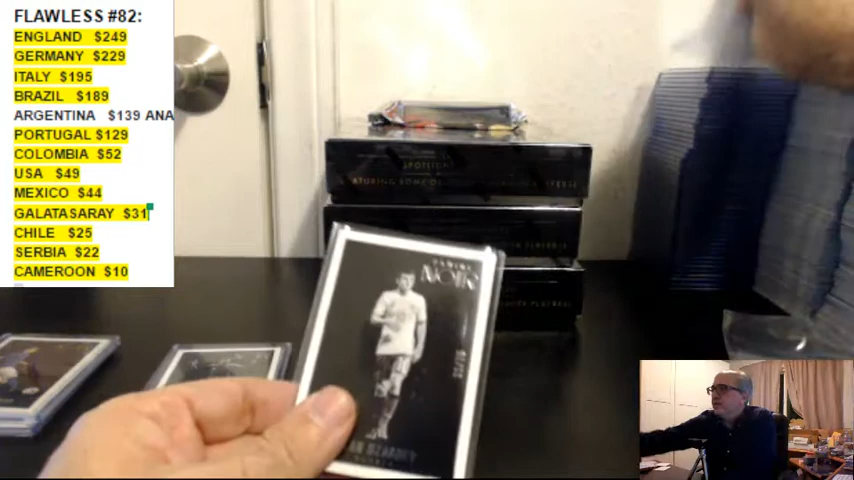 FLAWLESS #82:
ENGLAND $249
GERMANY $229
ITALY $195
BRAZIL $189
ARGENTINA $139 ANA
PORTUGAL $129
COLOMBIA $52
USA $49
MEXICO $44
GALATASARAY $31
CHILE $25
SERBIA $22
CAMEROON $10
SPOTLIGHT
PANINI
NOIR